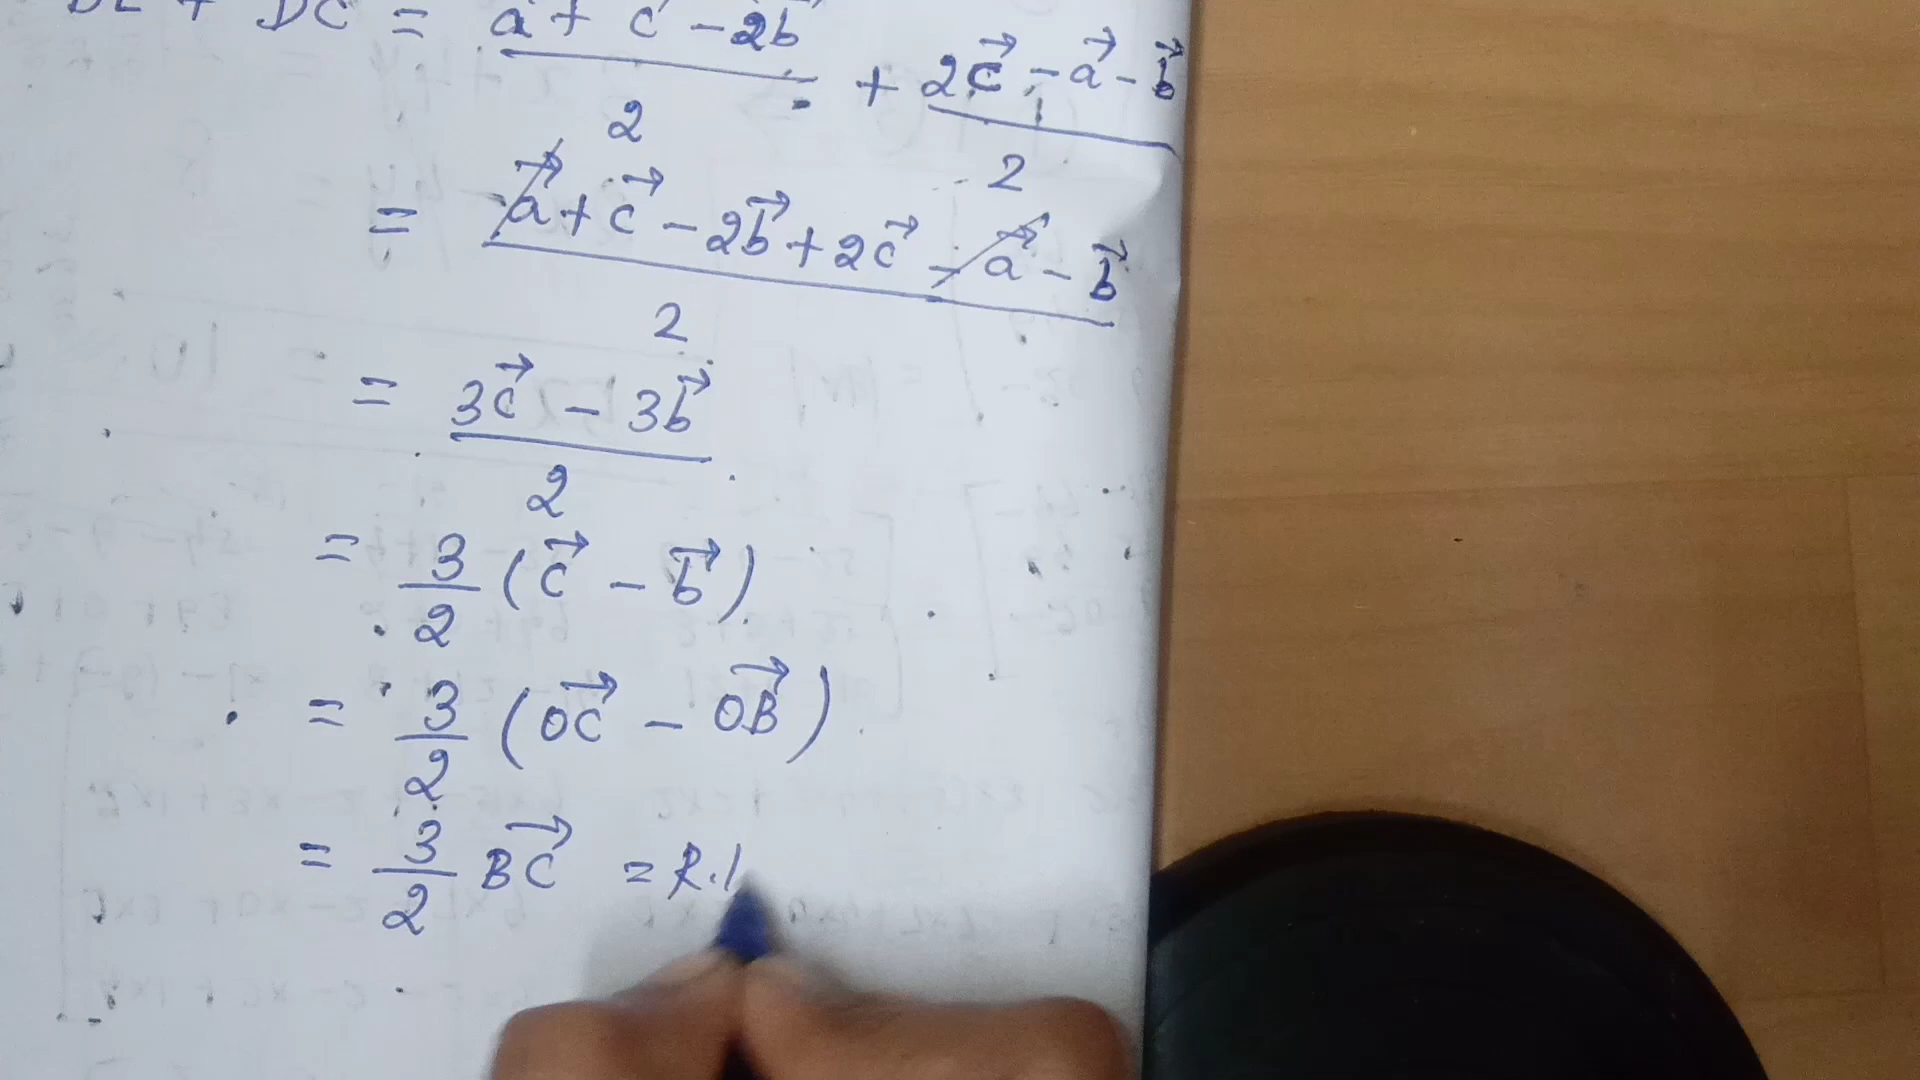 + DC = a + c - 2b / 2 + 2c⃗ - a⃗ - b⃗ / 2
= a⃗ + c⃗ - 2b⃗ + 2c⃗ - a⃗ - b⃗ / 2
= 3c⃗ - 3b⃗ / 2
= 3/2 (c⃗ - b⃗)
= 3/2 (OC⃗ - OB⃗)
= 3/2 BC⃗ = R.